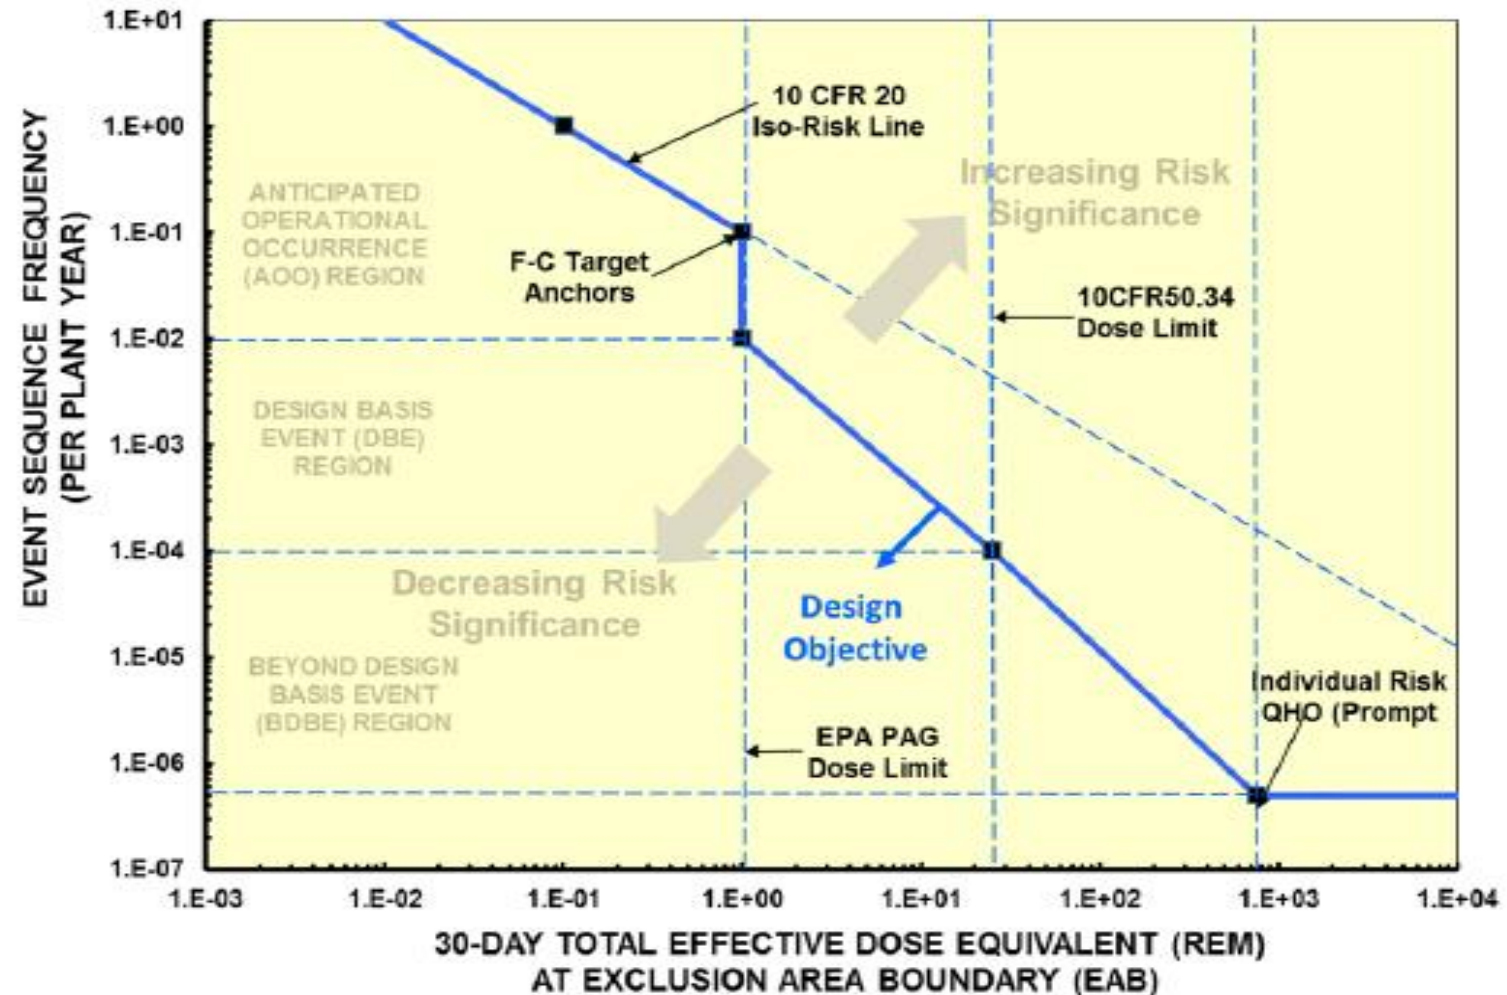 EVENT SEQUENCE FREQUENCY
(PER PLANT YEAR)
1.E+01
1.E+00
1.E-01
1.E-02
1.E-03
1.E-04
1.E-05
1.E-06
1.E-07
10 CFR 20
Iso-Risk Line
Increasing Risk
Significance
ANTICIPATED
OPERATIONAL
OCCURRENCE
(AOO) REGION
F-C Target
Anchors
10CFR50.34
Dose Limit
DESIGN BASIS
EVENT (DBE)
REGION
Decreasing Risk
Significance
Design
Objective
BEYOND DESIGN
BASIS EVENT
(BDBE) REGION
Individual Risk
QHO (Prompt
EPA PAG
Dose Limit
1.E-03
1.E-02
1.E-01
1.E+00
1.E+01
1.E+02
1.E+03
1.E+04
30-DAY TOTAL EFFECTIVE DOSE EQUIVALENT (REM)
AT EXCLUSION AREA BOUNDARY (EAB)